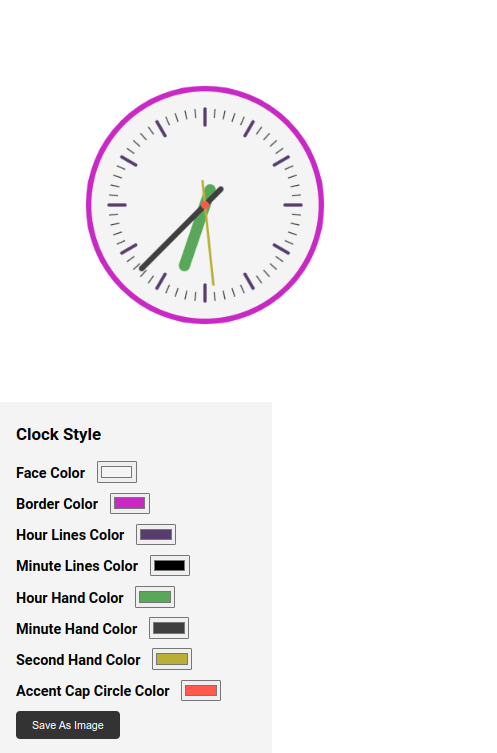 Clock Style
Face Color
Border Color
Hour Lines Color
Minute Lines Color
Hour Hand Color
Minute Hand Color
Second Hand Color
Accent Cap Circle Color
Save As Image